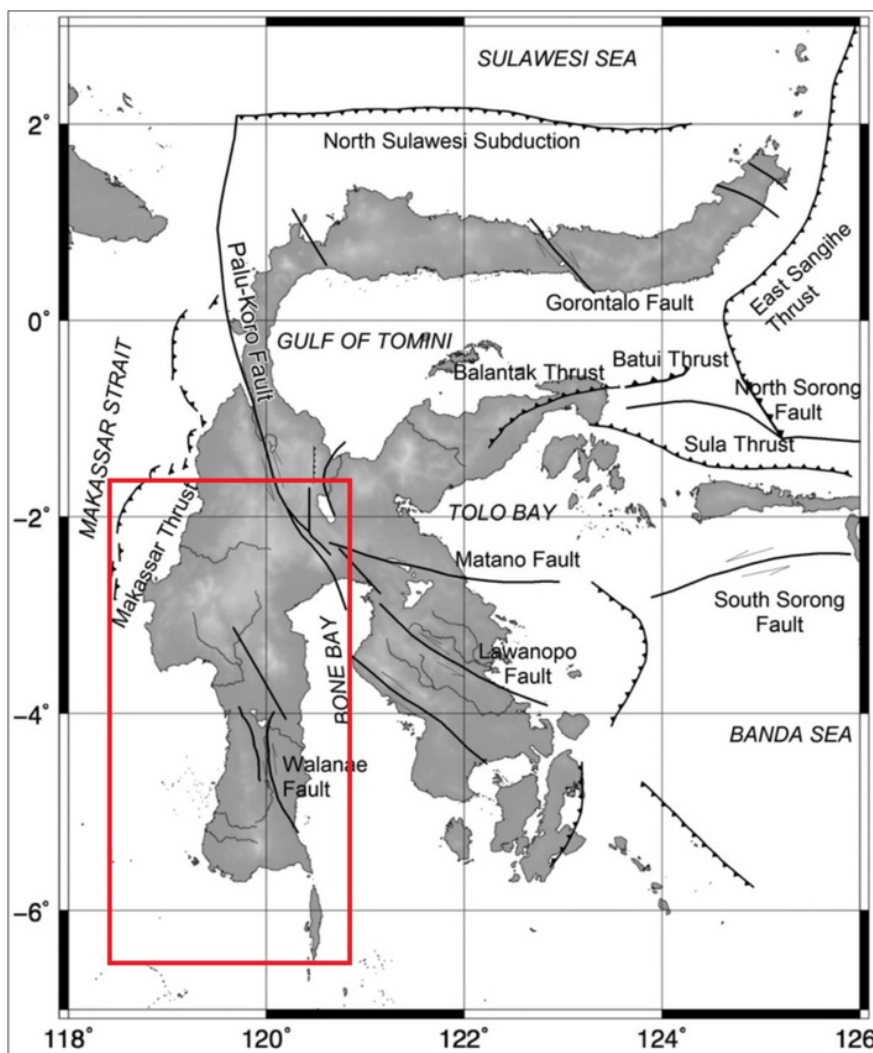 SULAWESI SEA
2°
North Sulawesi Subduction
Palu-Koro Fault
East Sangihe
Thrust
Gorontalo Fault
0°
GULF OF TOMINI
MAKASSAR STRAIT
Balantak Thrust
Batui Thrust
North Sorong
Fault
Sula Thrust
Makassar Thrust
−2°
TOLO BAY
Matano Fault
South Sorong
Fault
BONE BAY
Lawanopo
Fault
−4°
BANDA SEA
Walanae
Fault
−6°
118°
120°
122°
124°
126